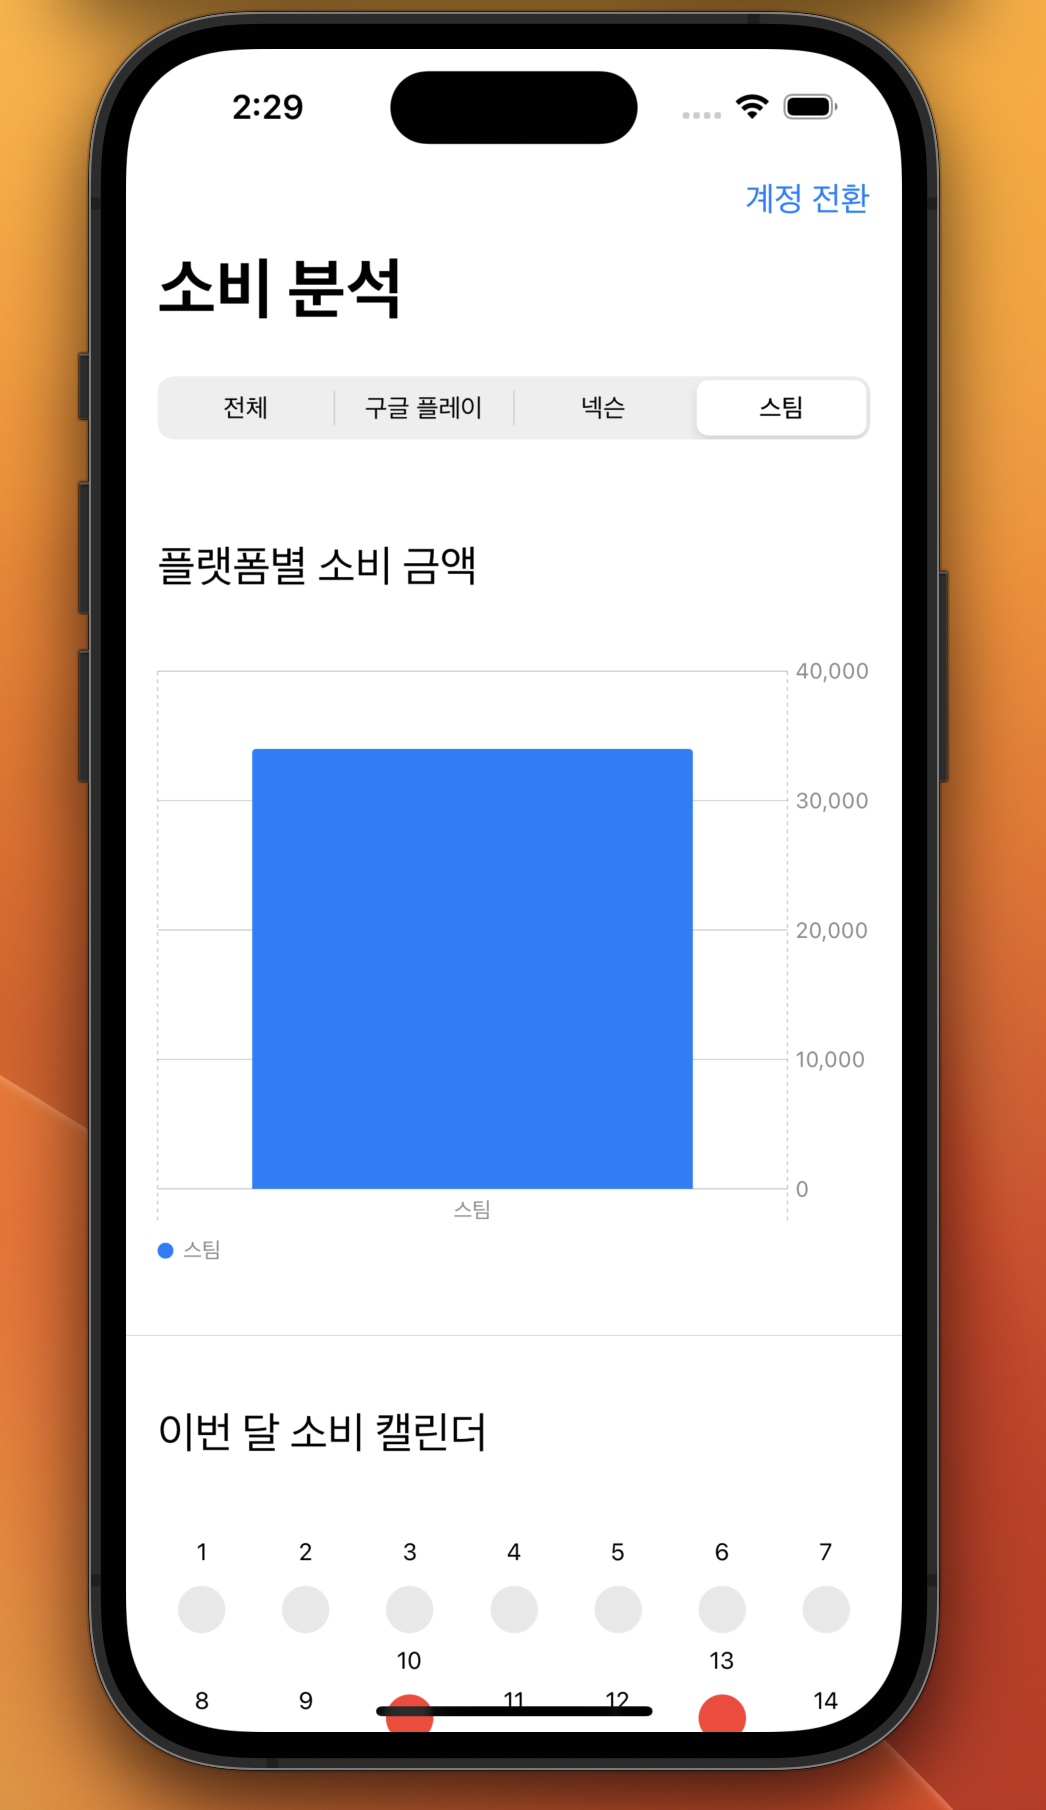 2:29
계정 전환
소비 분석
전체 구글 플레이 넥슨 스팀
플랫폼별 소비 금액
40,000
30,000
20,000
10,000
0
스팀
스팀
이번 달 소비 캘린더
1 2 3 4 5 6 7
10 13
8 9 11 12 14